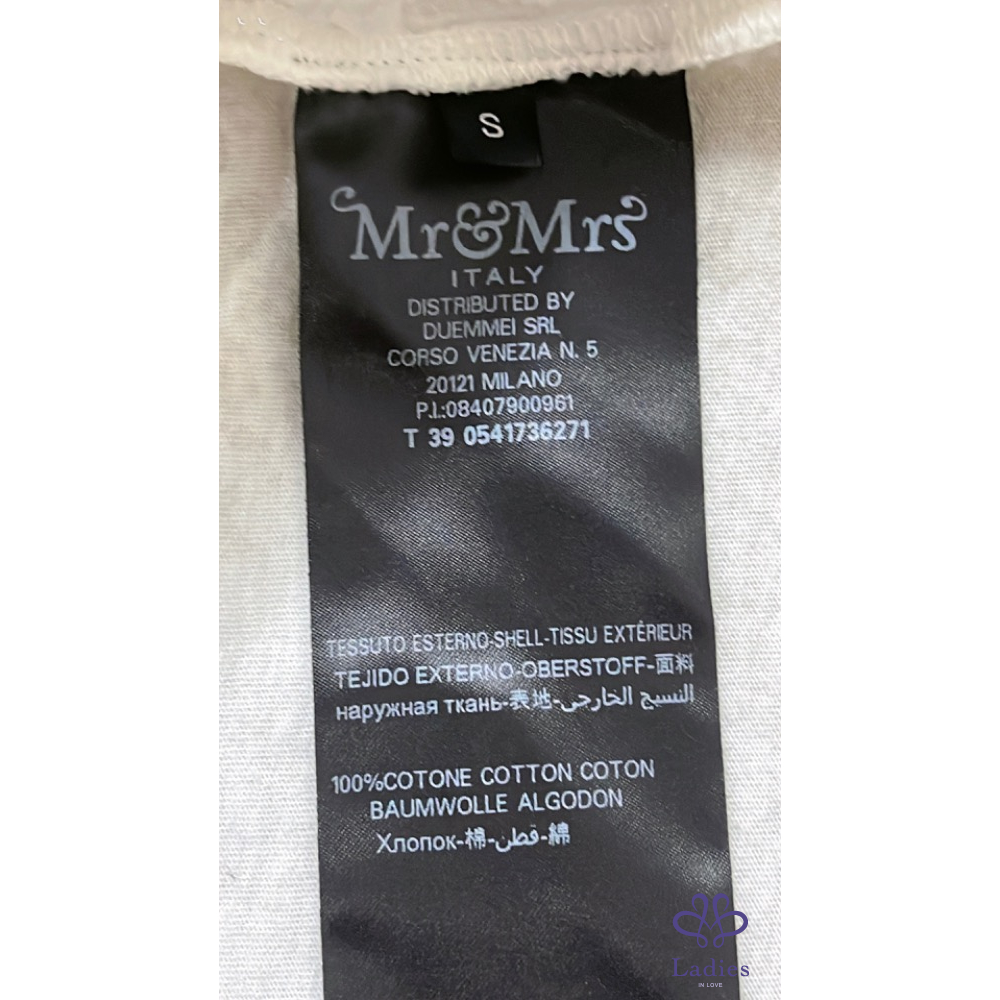 S
Mr&Mrs
ITALY
DISTRIBUTED BY
DUEMMEI SRL
CORSO VENEZIA N. 5
20121 MILANO
P.I.:08407900961
T 39 0541736271
TESSUTO ESTERNO-SHELL-TISSU EXTÉRIEUR
TEJIDO EXTERNO-OBERSTOFF-面料
наружная ткань-表地-النسيج الخارجي
100%COTONE COTTON COTON
BAUMWOLLE ALGODON
Хлопок-棉-قطن-綿
Ladies
IN LOVE